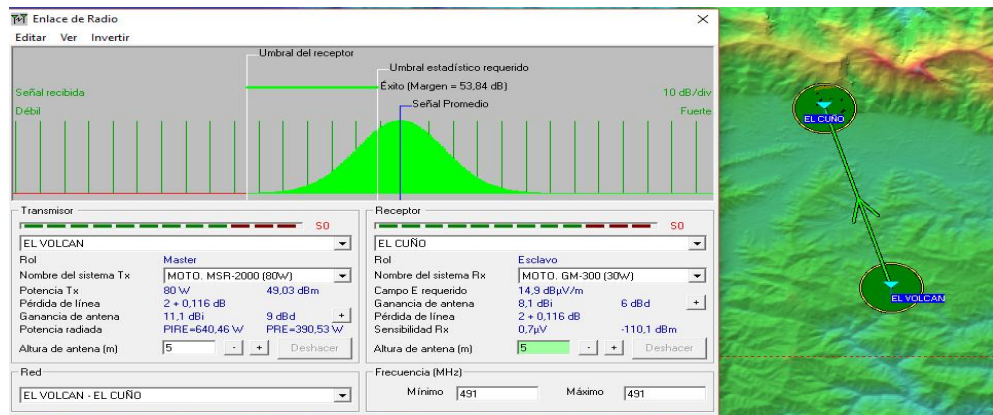 Enlace de Radio
Editar Ver Invertir
Umbral del receptor
Umbral estadístico requerido
Éxito (Margen = 53,84 dB)
Señal Promedio
Señal recibida
10 dB/div
Débil
Fuerte
Transmisor
S0
EL VOLCAN
Rol Master
Nombre del sistema Tx MOTO. MSR-2000 (80W)
Potencia Tx 80 W 49,03 dBm
Pérdida de línea 2 + 0,116 dB
Ganancia de antena 11,1 dBi 9 dBd +
Potencia radiada PIRE=640,46 W PRE=390,53 W
Altura de antena (m) 5 - + Deshacer
Red
EL VOLCAN - EL CUÑO
Receptor
S0
EL CUÑO
Rol Esclavo
Nombre del sistema Rx MOTO. GM-300 (30W)
Campo E requerido 14,9 dBµV/m
Ganancia de antena 8,1 dBi 6 dBd +
Pérdida de línea 2 + 0,116 dB
Sensibilidad Rx 0,7µV -110,1 dBm
Altura de antena (m) 5 - + Deshacer
Frecuencia (MHz)
Mínimo 491 Máximo 491
EL CUÑO
EL VOLCAN